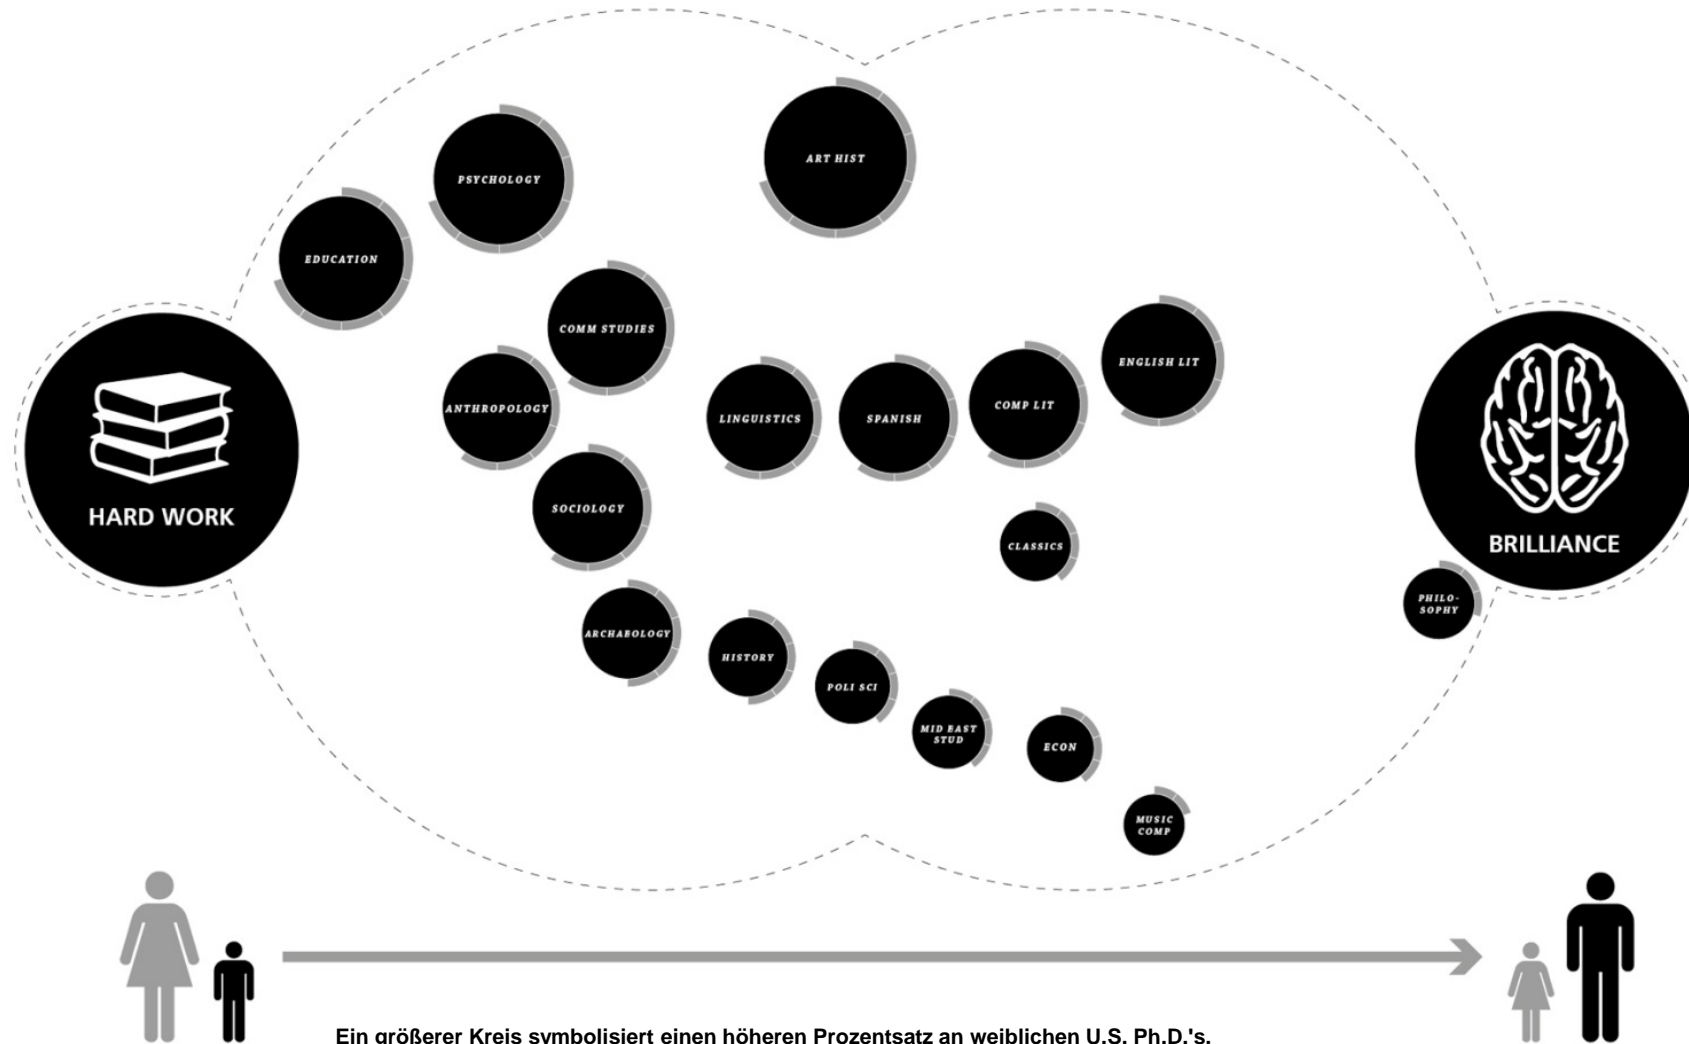 ART HIST
PSYCHOLOGY
EDUCATION
COMM STUDIES
ENGLISH LIT
ANTHROPOLOGY
LINGUISTICS
SPANISH
COMP LIT
HARD WORK
SOCIOLOGY
CLASSICS
BRILLIANCE
PHILO-
SOPHY
ARCHAEOLOGY
HISTORY
POLI SCI
MID EAST
STUD
ECON
MUSIC
COMP
Ein größerer Kreis symbolisiert einen höheren Prozentsatz an weiblichen U.S. Ph.D.'s.